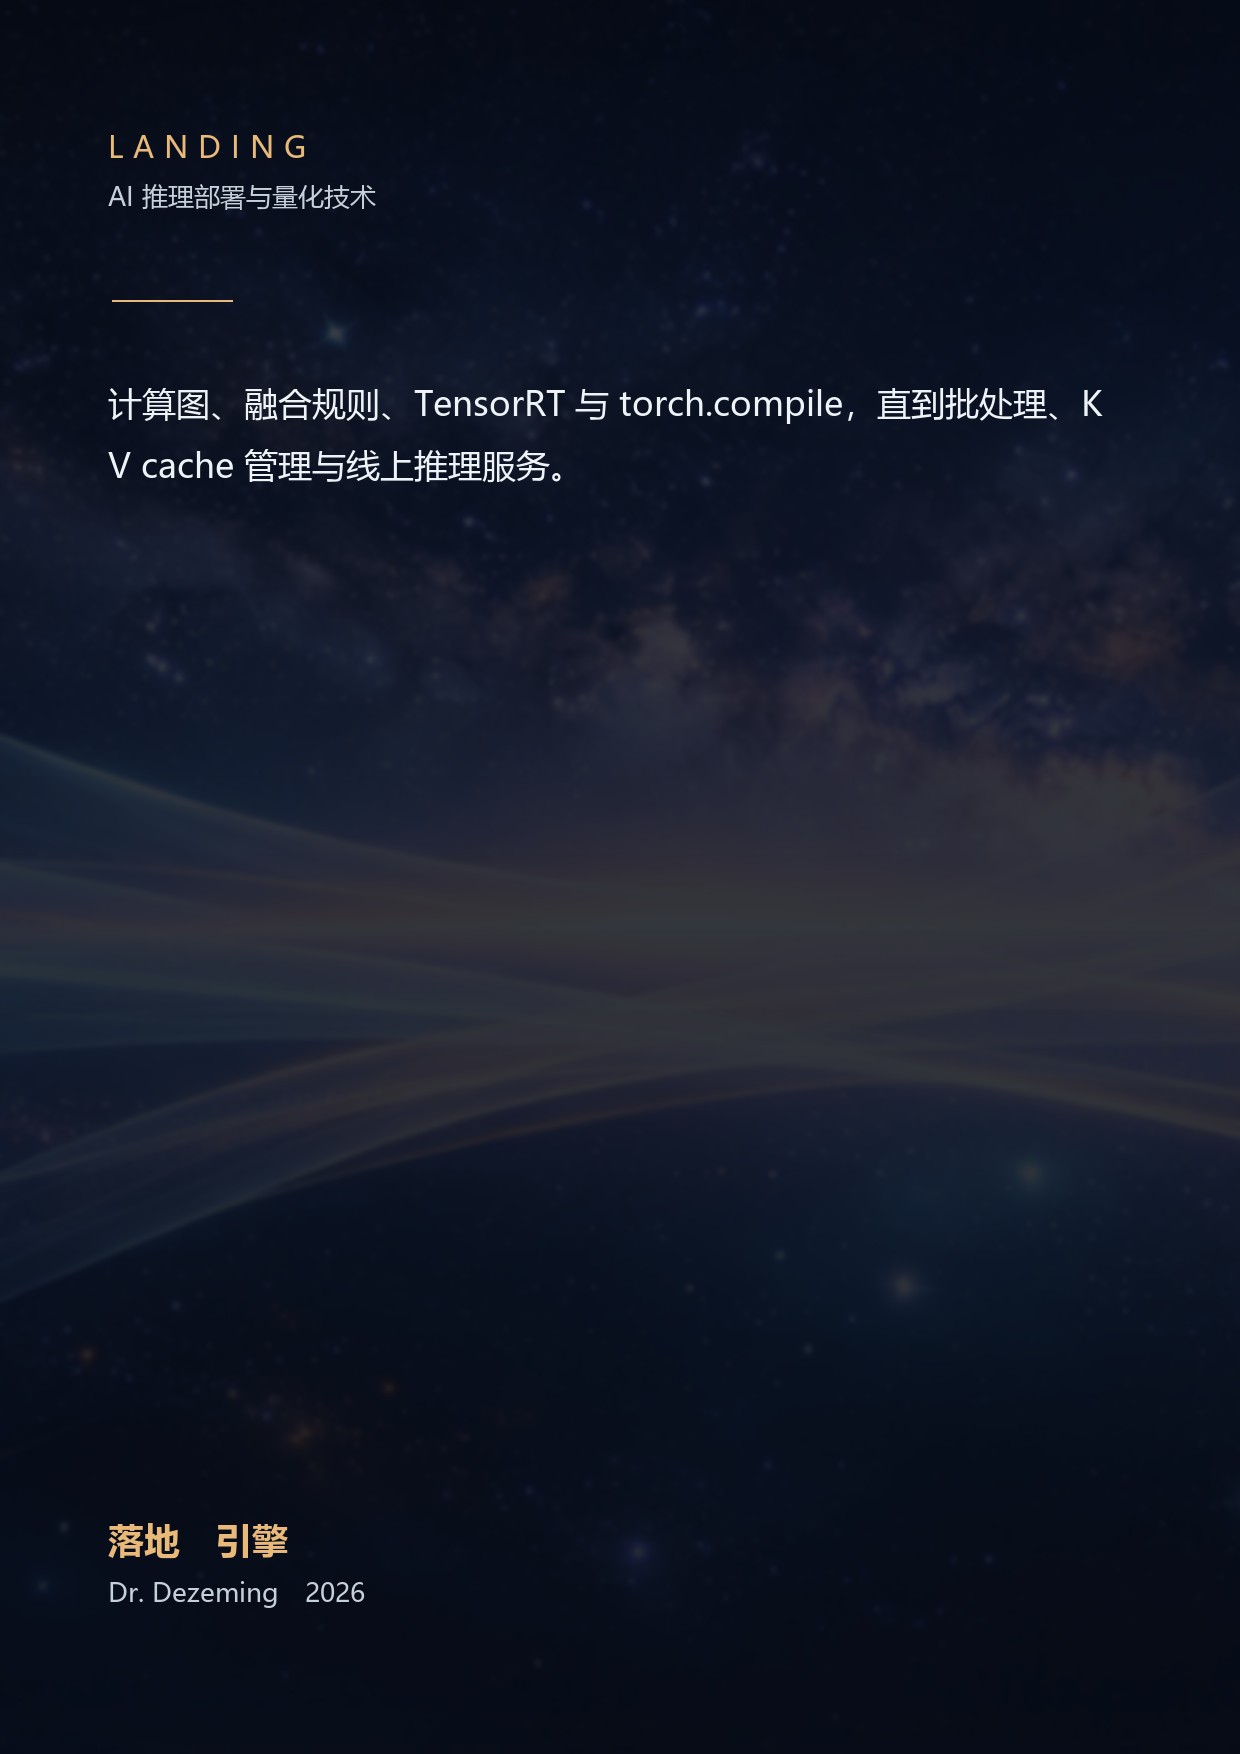 LANDING
AI 推理部署与量化技术
计算图、融合规则、TensorRT 与 torch.compile，直到批处理、K
V cache 管理与线上推理服务。
落地　引擎
Dr. Dezeming　2026